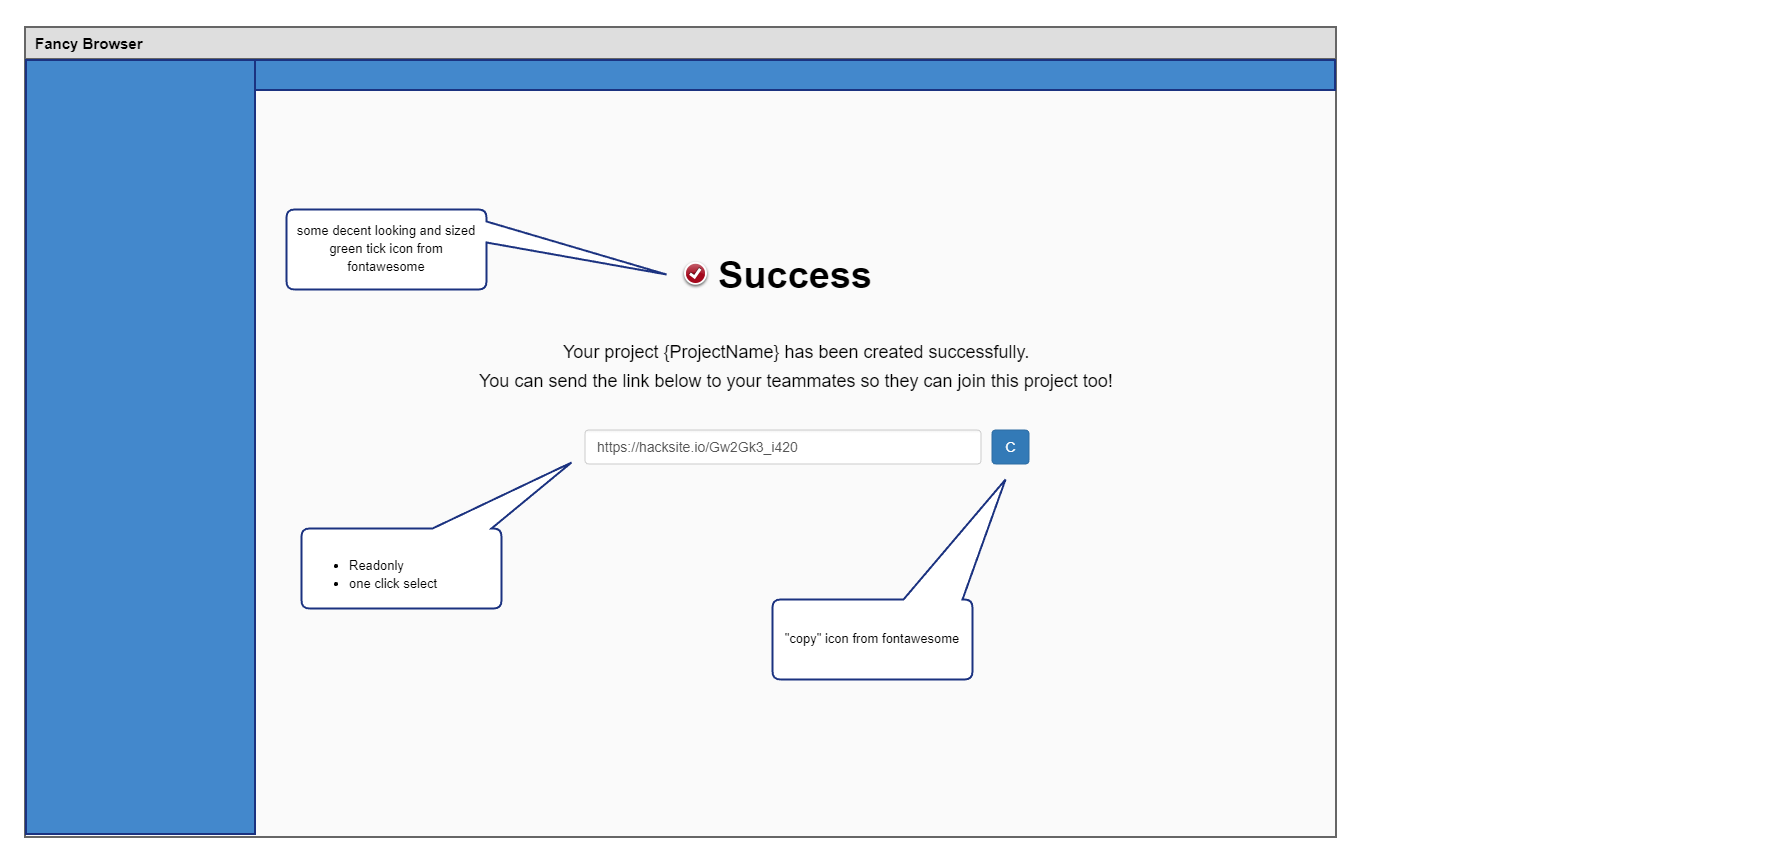 Fancy Browser
some decent looking and sized
green tick icon from
fontawesome
Success
Your project {ProjectName} has been created successfully.
You can send the link below to your teammates so they can join this project too!
https://hacksite.io/Gw2Gk3_i420
C
• Readonly
• one click select
"copy" icon from fontawesome